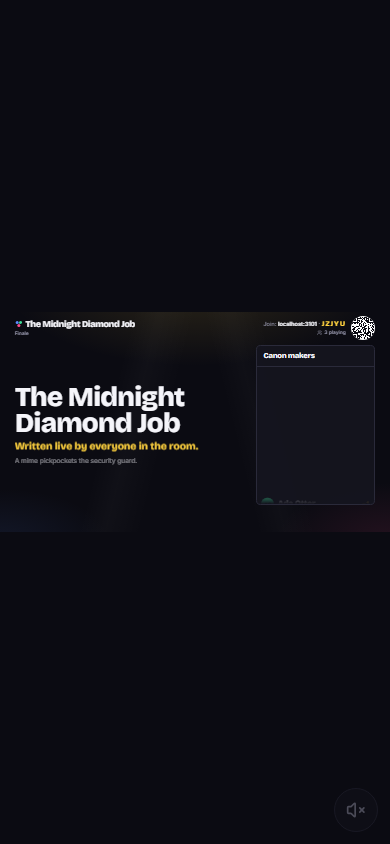 The Midnight Diamond Job
Finale
Join: localhost:3101 · JZJYU
3 playing
Canon makers
The Midnight
Diamond Job
Written live by everyone in the room.
A mime pickpockets the security guard.